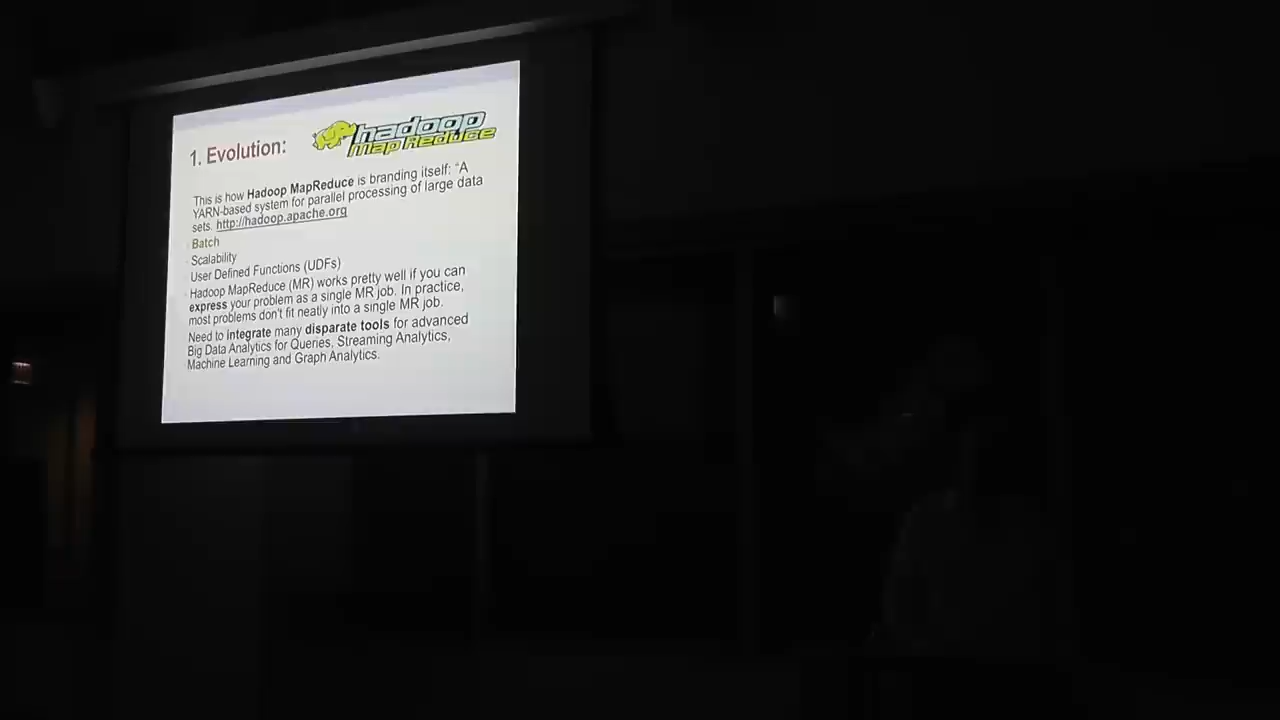 1. Evolution:
hadoop
Map Reduce
This is how Hadoop MapReduce is branding itself: “A
YARN-based system for parallel processing of large data
sets. http://hadoop.apache.org
Batch
Scalability
User Defined Functions (UDFs)
Hadoop MapReduce (MR) works pretty well if you can
express your problem as a single MR job. In practice,
most problems don't fit neatly into a single MR job.
Need to integrate many disparate tools for advanced
Big Data Analytics for Queries, Streaming Analytics,
Machine Learning and Graph Analytics.